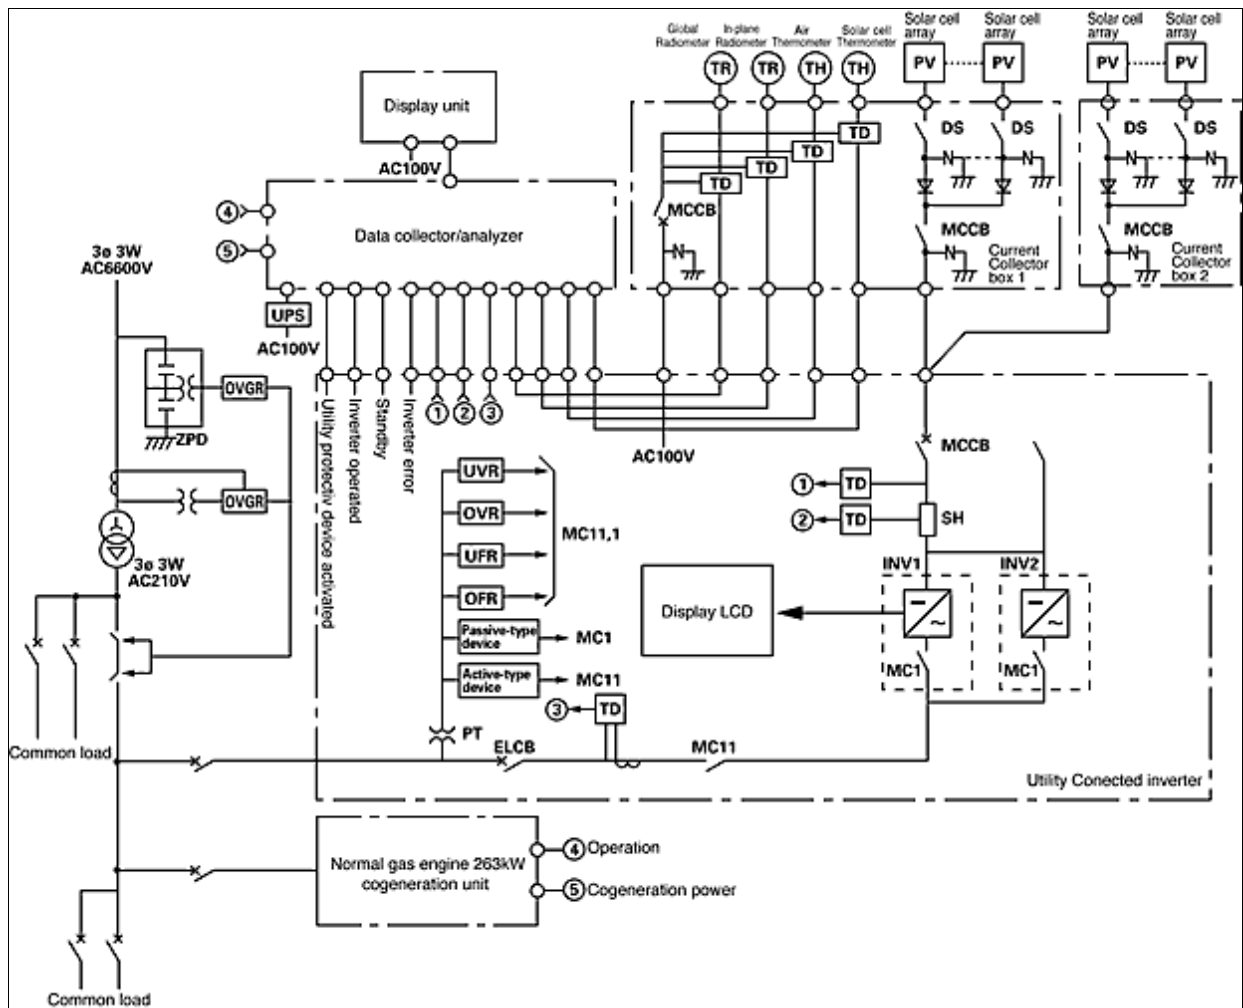 Global
Radiometer
In-plane
Radiometer
Air
Thermometer
Solar cell
Thermometer
Solar cell
array
Solar cell
array
Solar cell
array
Solar cell
array
TR
TR
TH
TH
PV
PV
PV
PV
Display unit
AC100V
DS
DS
DS
DS
TD
TD
TD
TD
N
N
N
N
MCCB
MCCB
MCCB
N
N
N
Current
Collector
box 1
Current
Collector
box 2
4
5
Data collector/analyzer
3ø 3W
AC6600V
UPS
AC100V
OVGR
ZPD
OVGR
3ø 3W
AC210V
Utility protectiv device activated
Inverter operated
Standby
Inverter error
1
2
3
AC100V
MCCB
UVR
OVR
UFR
OFR
MC11,1
1
TD
2
TD
SH
INV1
INV2
Display LCD
Passive-type
device
MC1
Active-type
device
MC11
MC1
MC1
3
TD
PT
ELCB
MC11
Common load
Utility Conected inverter
Normal gas engine 263kW
cogeneration unit
4
Operation
5
Cogeneration power
Common load